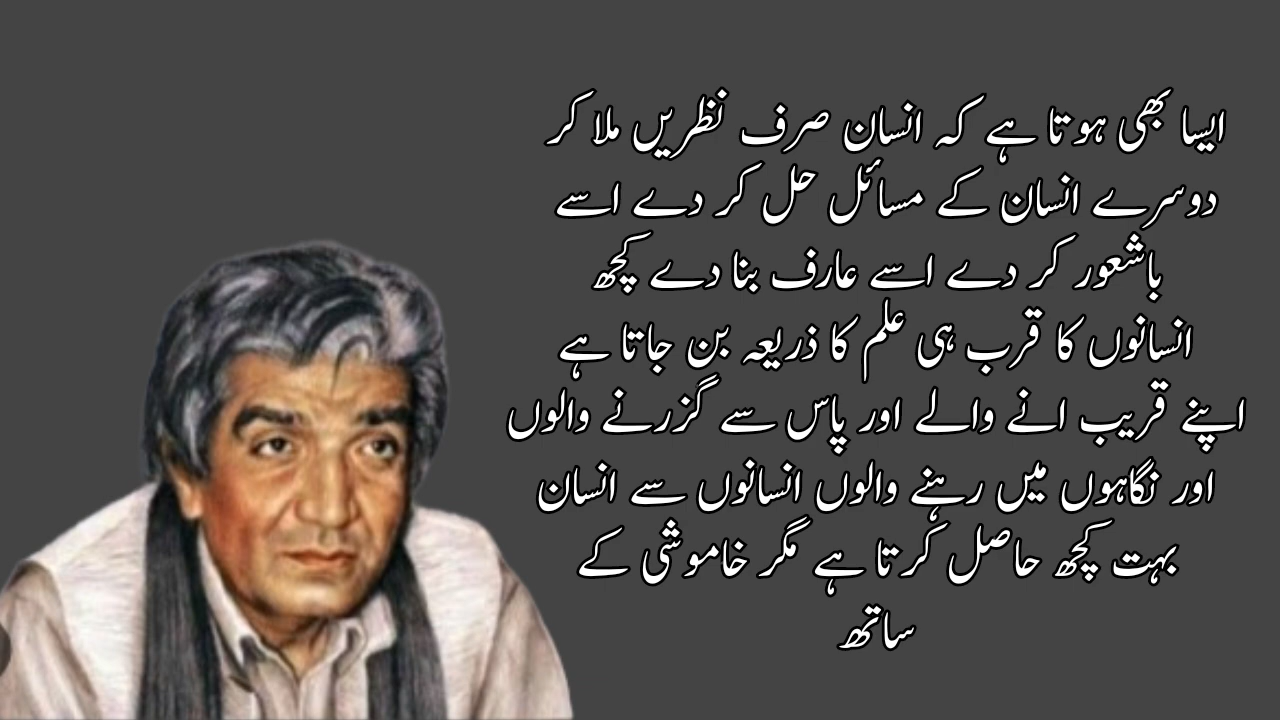 ایسا بھی ہوتا ہے کہ انسان صرف نظریں ملا کر
دوسرے انسان کے مسائل حل کر دے اسے
باشعور کر دے اسے عارف بنا دے کچھ
انسانوں کا قرب ہی علم کا ذریعہ بن جاتا ہے
اپنے قریب انے والے اور پاس سے گزرنے والوں
اور نگاہوں میں رہنے والوں انسانوں سے انسان
بہت کچھ حاصل کرتا ہے مگر خاموشی کے
ساتھ